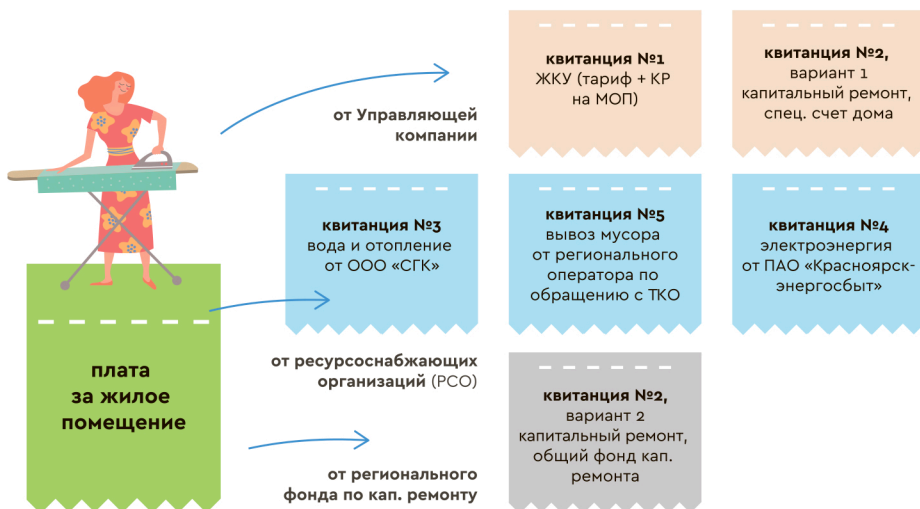 от Управляющей
компании
квитанция №1
ЖКУ (тариф + КР
на МОП)
квитанция №2,
вариант 1
капитальный ремонт,
спец. счет дома
квитанция №3
вода и отопление
от ООО «СГК»
квитанция №5
вывоз мусора
от регионального
оператора по
обращению с ТКО
квитанция №4
электроэнергия
от ПАО «Красноярск-
энергосбыт»
плата
за жилое
помещение
от ресурсоснабжающих
организаций (РСО)
от регионального
фонда по кап. ремонту
квитанция №2,
вариант 2
капитальный ремонт,
общий фонд кап.
ремонта